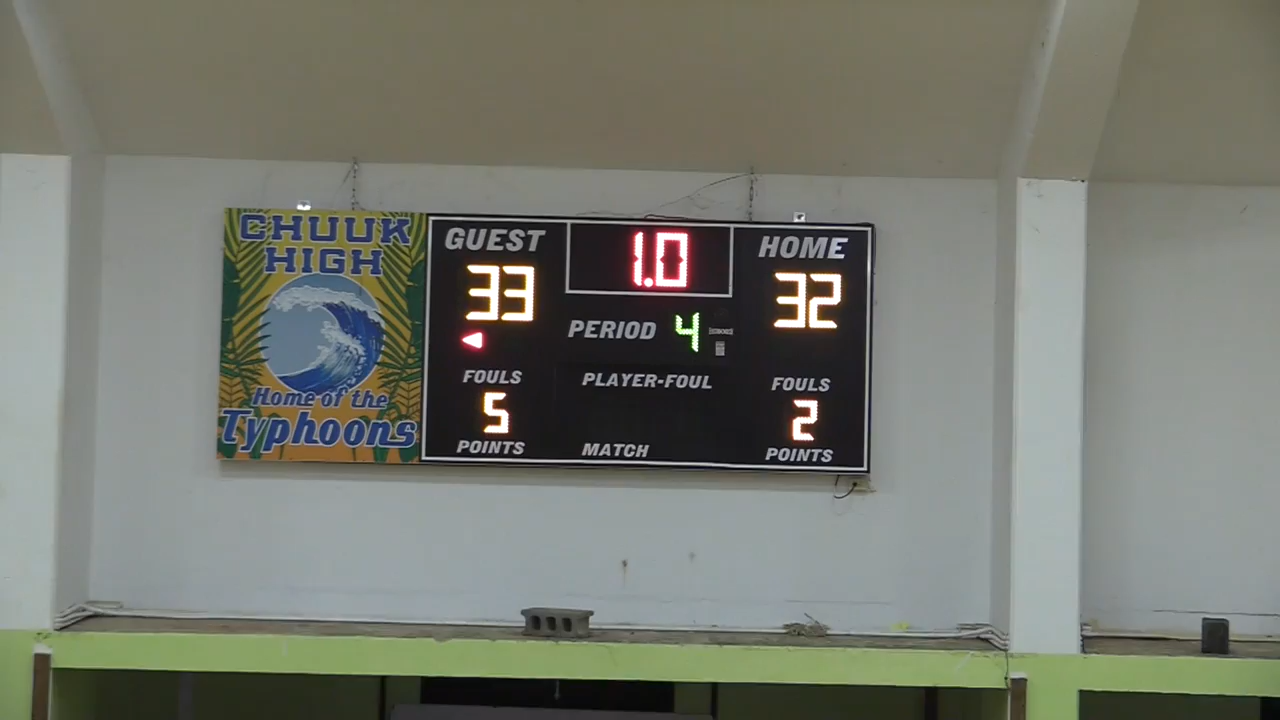 CHUUK
HIGH
Home of the
Typhoons
GUEST 1.0 HOME
33 32
PERIOD 4
FOULS PLAYER-FOUL FOULS
5 2
POINTS MATCH POINTS